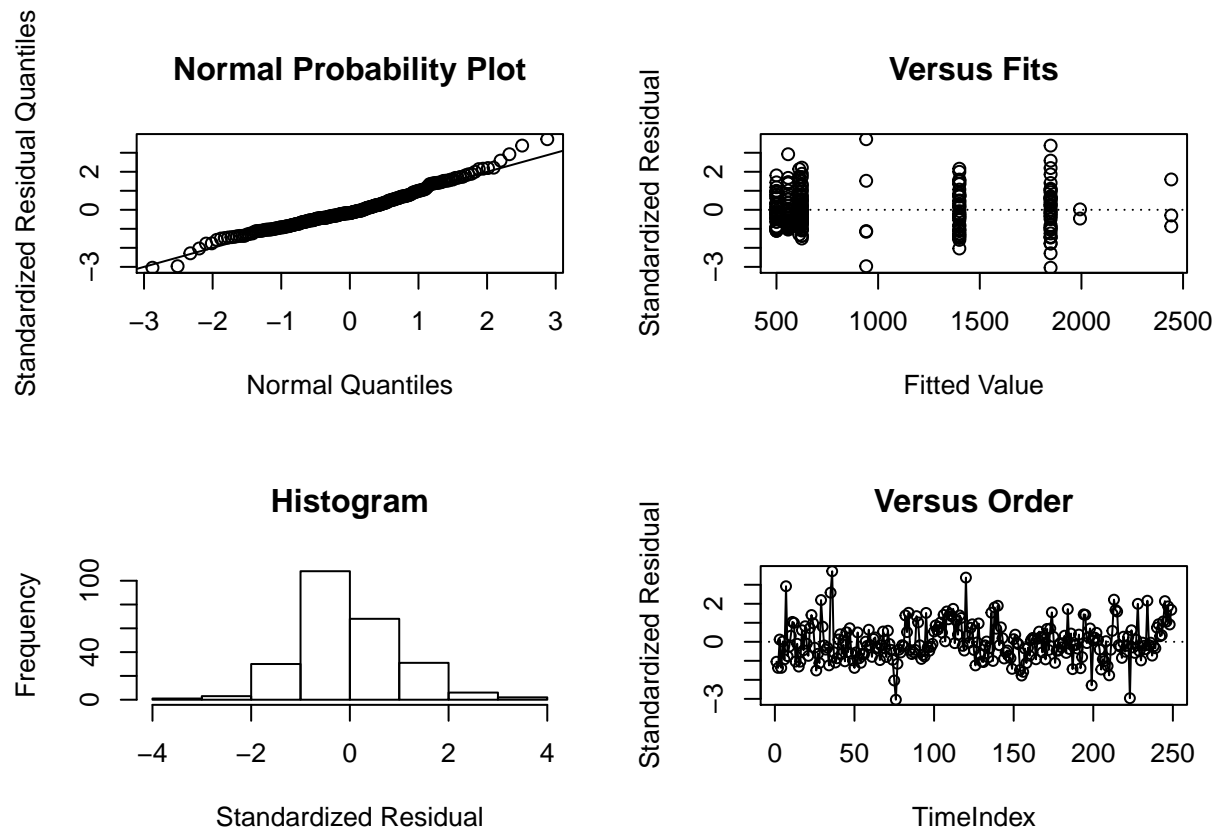 Normal Probability Plot
Standardized Residual Quantiles
2
0
−3
−3 −2 −1 0 1 2 3
Normal Quantiles
Versus Fits
Standardized Residual
2
0
−3
500 1000 1500 2000 2500
Fitted Value
Histogram
Frequency
100
40
0
−4 −2 0 2 4
Standardized Residual
Versus Order
Standardized Residual
2
0
−3
0 50 100 150 200 250
TimeIndex